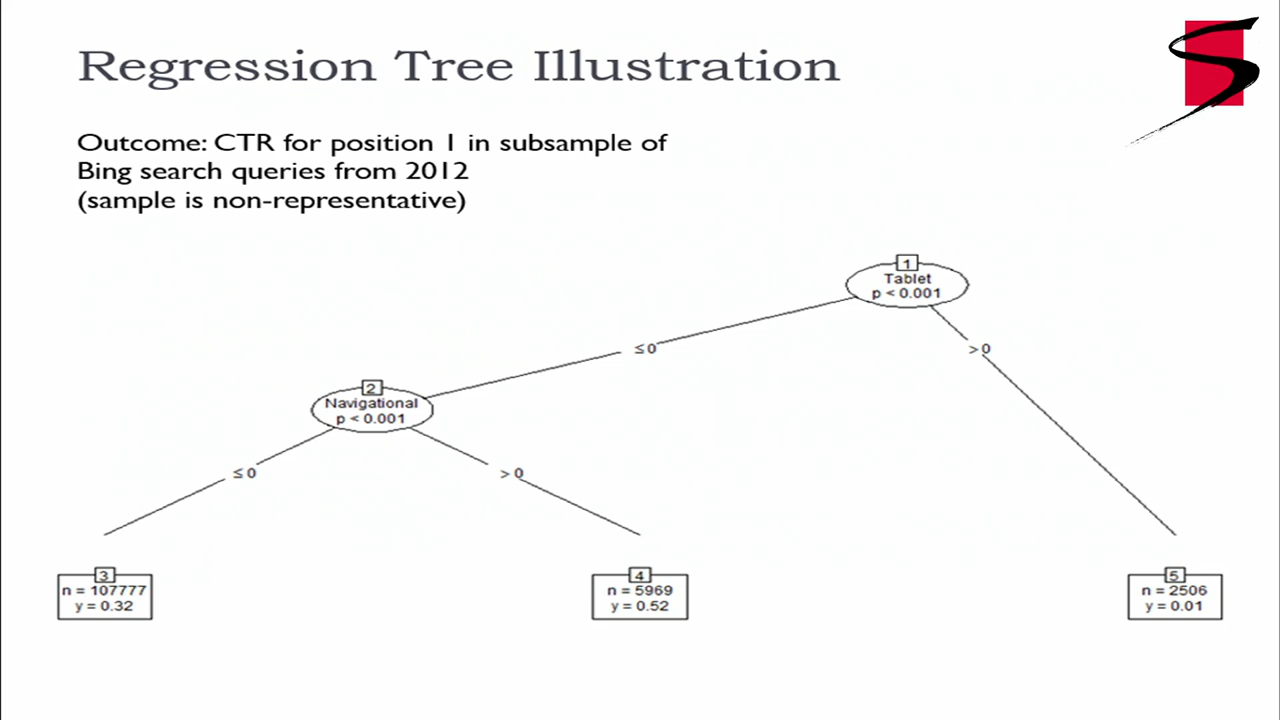 Regression Tree Illustration
Outcome: CTR for position 1 in subsample of
Bing search queries from 2012
(sample is non-representative)
1
Tablet
p < 0.001
≤ 0
> 0
2
Navigational
p < 0.001
≤ 0
> 0
3
n = 107777
y = 0.32
4
n = 5969
y = 0.52
5
n = 2506
y = 0.01